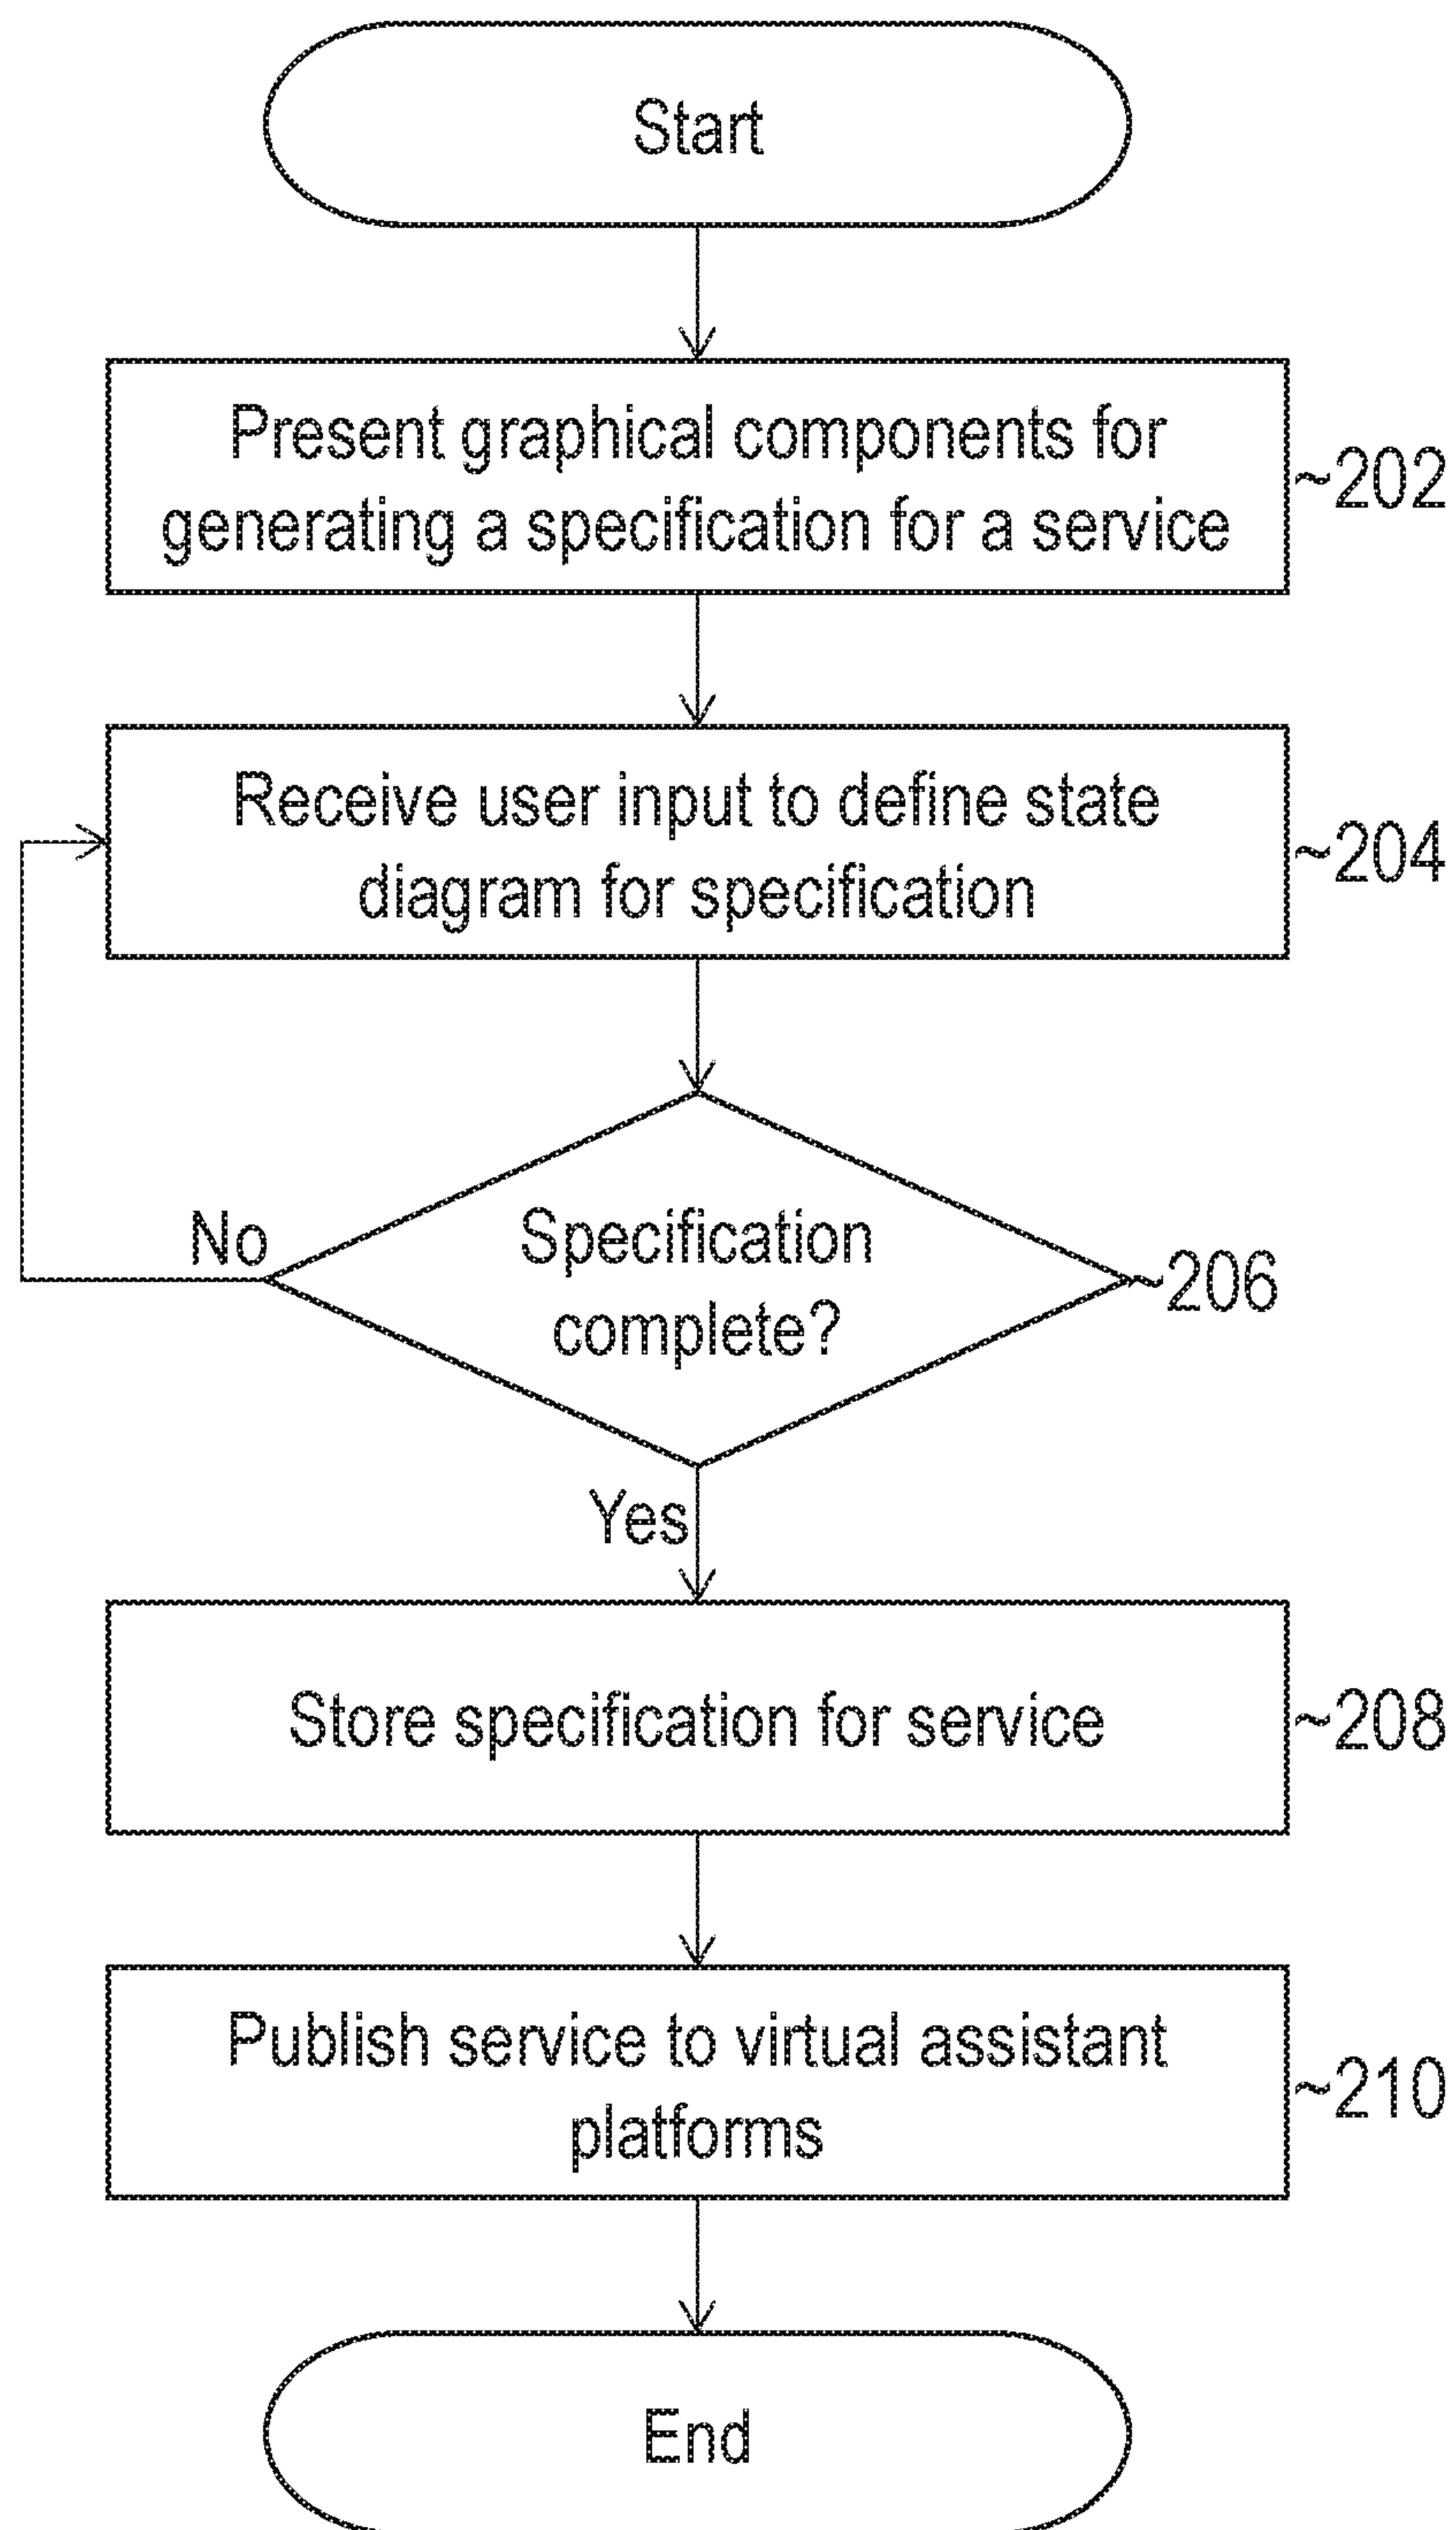 Start
Present graphical components for
generating a specification for a service
~202
Receive user input to define state
diagram for specification
~204
No
Specification
complete?
~206
Yes
Store specification for service
~208
Publish service to virtual assistant
platforms
~210
End